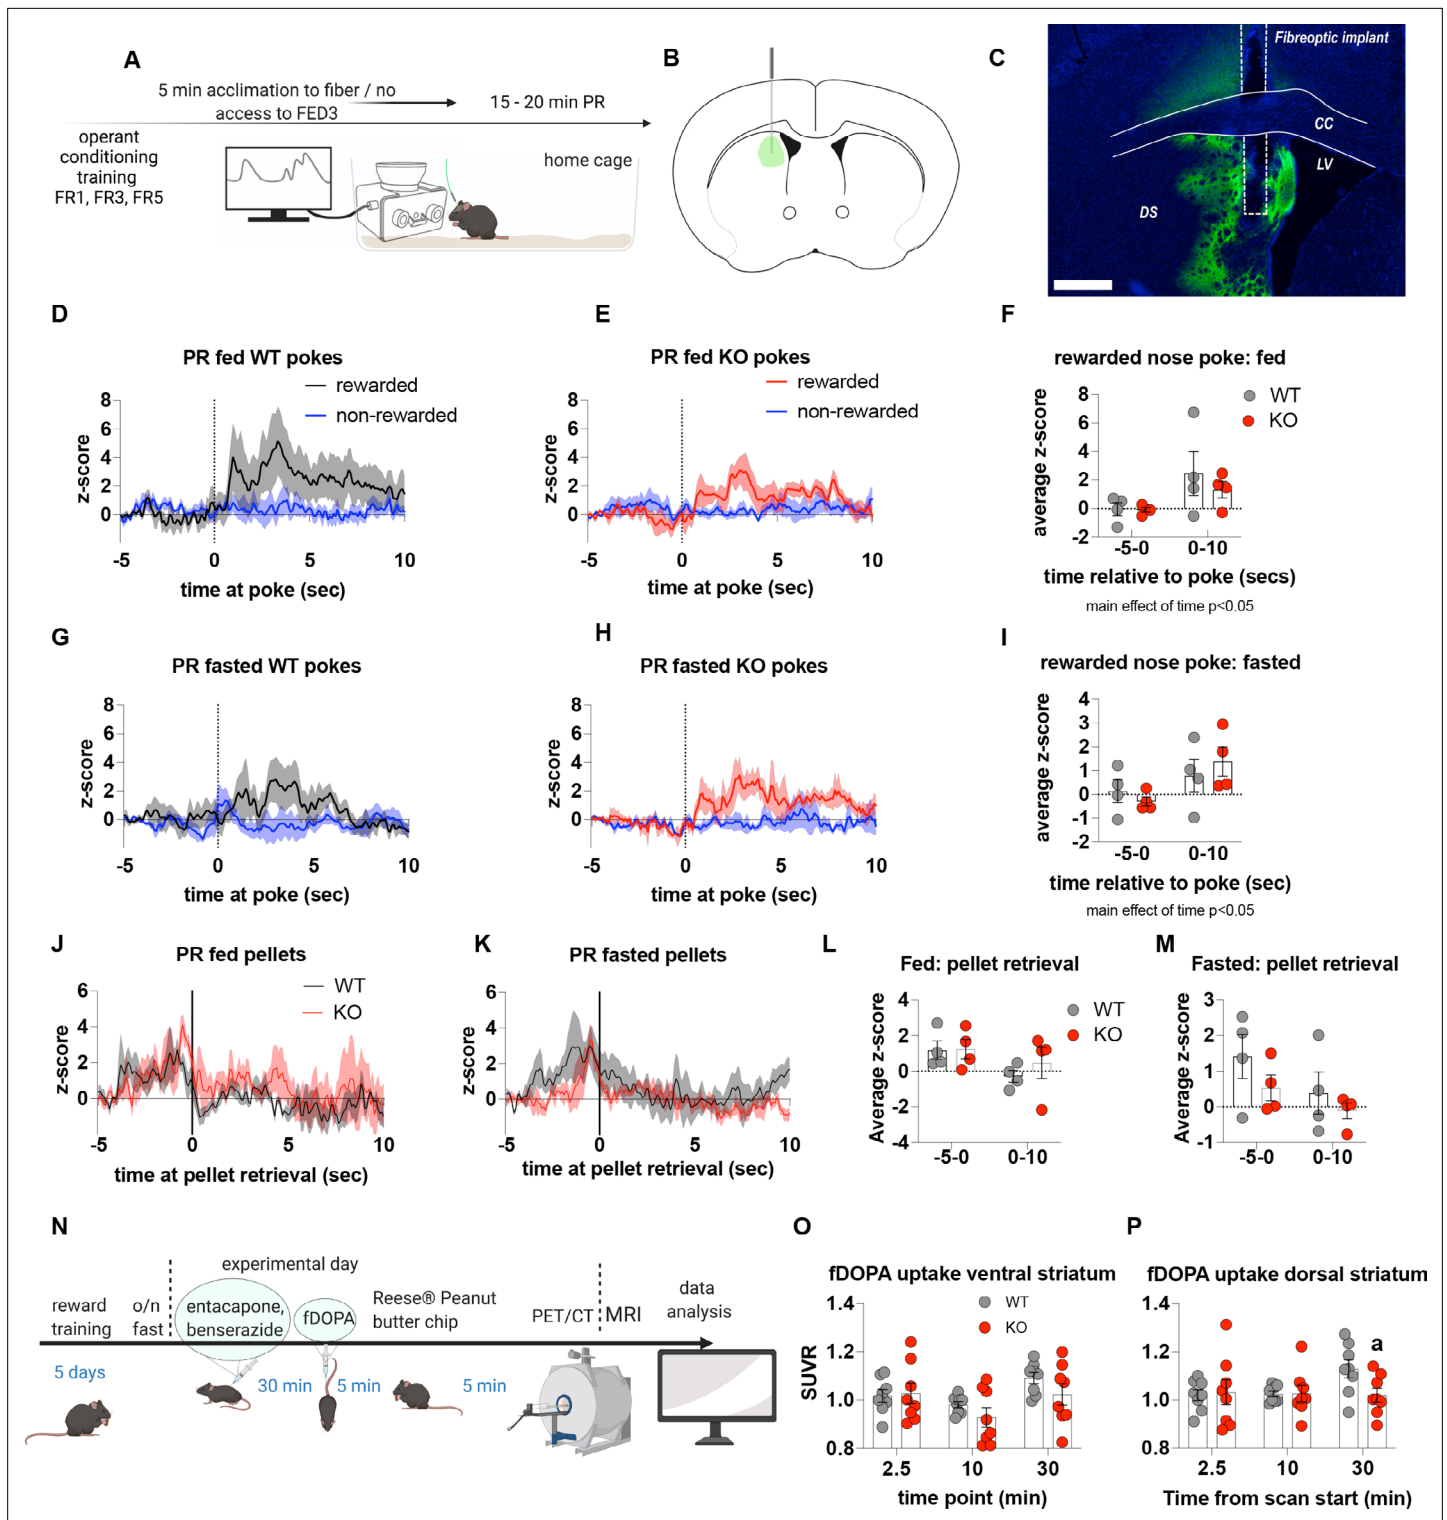 A
5 min acclimation to fiber / no
access to FED3
15 - 20 min PR
operant
conditioning
training
FR1, FR3, FR5
home cage
B
C
Fibreoptic implant
CC
LV
DS
D
PR fed WT pokes
rewarded
non-rewarded
z-score
8
6
4
2
0
-5
0
5
10
time at poke (sec)
E
PR fed KO pokes
rewarded
non-rewarded
z-score
8
6
4
2
0
-5
0
5
10
time at poke (sec)
F
rewarded nose poke: fed
WT
KO
average z-score
8
6
4
2
0
-2
-5-0
0-10
time relative to poke (secs)
main effect of time p<0.05
G
PR fasted WT pokes
z-score
8
6
4
2
0
-5
0
5
10
time at poke (sec)
H
PR fasted KO pokes
z-score
8
6
4
2
0
-5
0
5
10
time at poke (sec)
I
rewarded nose poke: fasted
average z-score
4
3
2
1
0
-1
-2
-5-0
0-10
time relative to poke (sec)
main effect of time p<0.05
J
PR fed pellets
WT
KO
z-score
6
4
2
0
-5
0
5
10
time at pellet retrieval (sec)
K
PR fasted pellets
z-score
6
4
2
0
-5
0
5
10
time at pellet retrieval (sec)
L
Fed: pellet retrieval
WT
KO
Average z-score
4
2
0
-2
-4
-5-0
0-10
M
Fasted: pellet retrieval
Average z-score
3
2
1
0
-1
-5-0
0-10
N
experimental day
reward
training
o/n
fast
entacapone,
benserazide
fDOPA
Reese® Peanut
butter chip
PET/CT
MRI
data
analysis
5 days
30 min
5 min
5 min
O
fDOPA uptake ventral striatum
WT
KO
SUVR
1.4
1.2
1.0
0.8
2.5
10
30
time point (min)
P
fDOPA uptake dorsal striatum
a
1.4
1.2
1.0
0.8
2.5
10
30
Time from scan start (min)